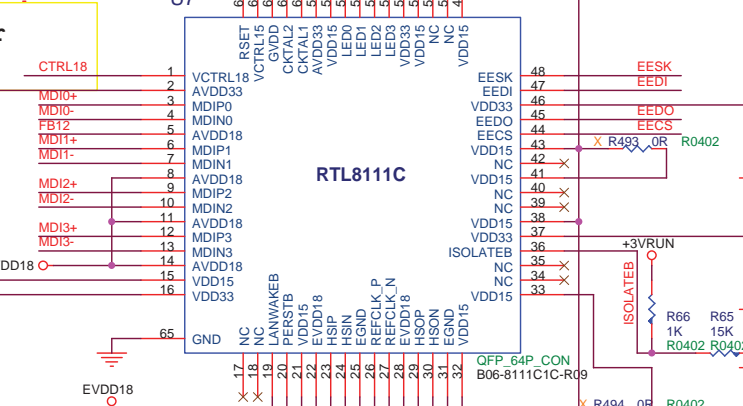 CTRL18
MDI0+
MDI0-
FB12
MDI1+
MDI1-
MDI2+
MDI2-
MDI3+
MDI3-
1
2
3
4
5
6
7
8
9
10
11
12
13
14
15
16
65
VCTRL18
AVDD33
MDIP0
MDIN0
AVDD18
MDIP1
MDIN1
AVDD18
MDIP2
MDIN2
AVDD18
MDIP3
MDIN3
AVDD18
VDD15
VDD33
GND
RSET
VCTRL15
GVDD
CKTAL2
CKTAL1
AVDD33
VDD15
LED0
LED1
LED2
LED3
VDD33
VDD15
NC
NC
VDD15
RTL8111C
EESK
EEDI
VDD33
EEDO
EECS
VDD15
NC
VDD15
NC
NC
VDD15
VDD33
ISOLATEB
NC
NC
VDD15
48
47
46
45
44
43
42
41
40
39
38
37
36
35
34
33
EESK
EEDI
EEDO
EECS
X R493 0R R0402
+3VRUN
ISOLATEB
R66 R65
1K 15K
R0402 R0402
NC
NC
LANWAKEB
PERSTB
VDD15
EVDD18
HSIP
HSIN
EGND
REFCLK_P
REFCLK_N
EVDD18
HSOP
HSON
EGND
VDD15
17
18
19
20
21
22
23
24
25
26
27
28
29
30
31
32
QFP_64P_CON
B06-8111C1C-R09
EVDD18
X R494 0R R0402